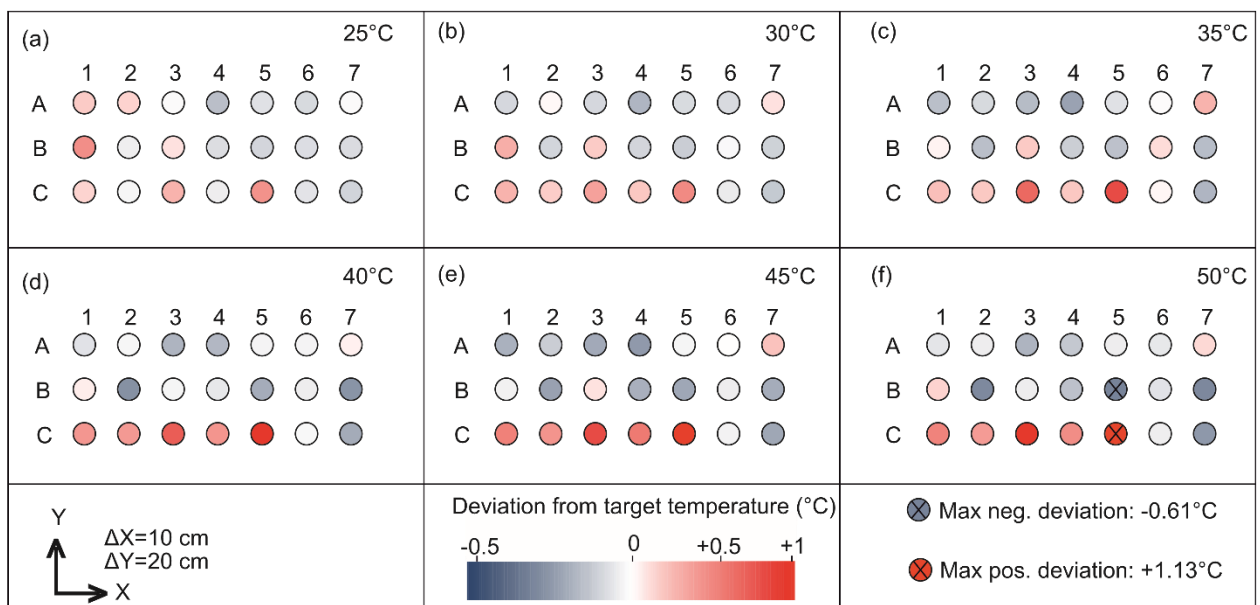 (a) 25°C
1 2 3 4 5 6 7
A
B
C
(b) 30°C
1 2 3 4 5 6 7
A
B
C
(c) 35°C
1 2 3 4 5 6 7
A
B
C
(d) 40°C
1 2 3 4 5 6 7
A
B
C
(e) 45°C
1 2 3 4 5 6 7
A
B
C
(f) 50°C
1 2 3 4 5 6 7
A
B
C
Y
X
ΔX=10 cm
ΔY=20 cm
Deviation from target temperature (°C)
-0.5 0 +0.5 +1
Max neg. deviation: -0.61°C
Max pos. deviation: +1.13°C